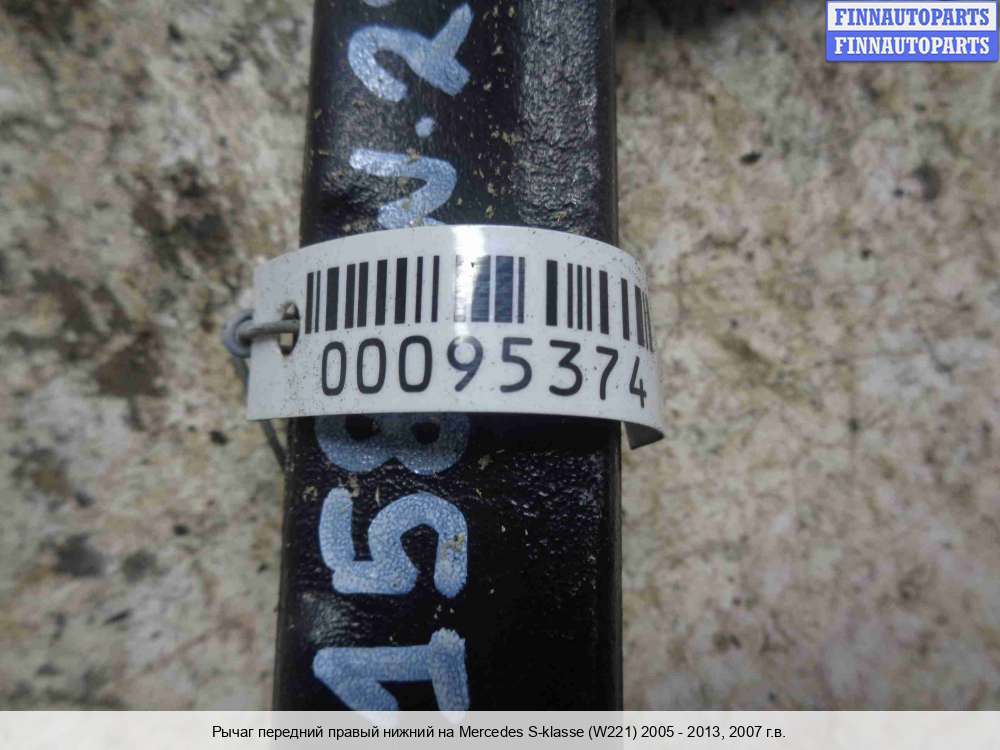 FINNAUTOPARTS
FINNAUTOPARTS
00095374
Рычаг передний правый нижний на Mercedes S-klasse (W221) 2005 - 2013, 2007 г.в.